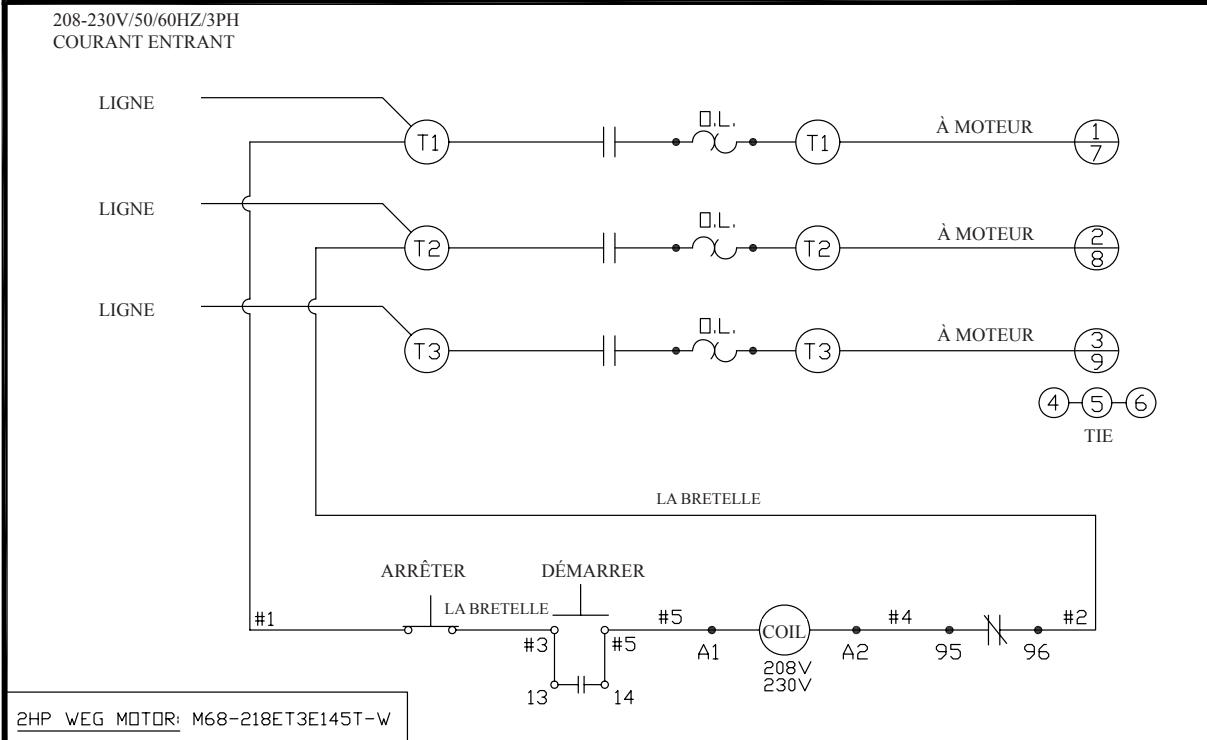 208-230V/50/60HZ/3PH
COURANT ENTRANT
LIGNE
T1
O.L.
T1
À MOTEUR
1
7
LIGNE
T2
O.L.
T2
À MOTEUR
2
8
LIGNE
T3
O.L.
T3
À MOTEUR
3
9
4 5 6
TIE
LA BRETELLE
ARRÊTER
DÉMARRER
#1
LA BRETELLE
#3
#5
#5
A1
COIL
208V
230V
A2
#4
95
96
#2
13
14
2HP WEG MOTOR: M68-218ET3E145T-W